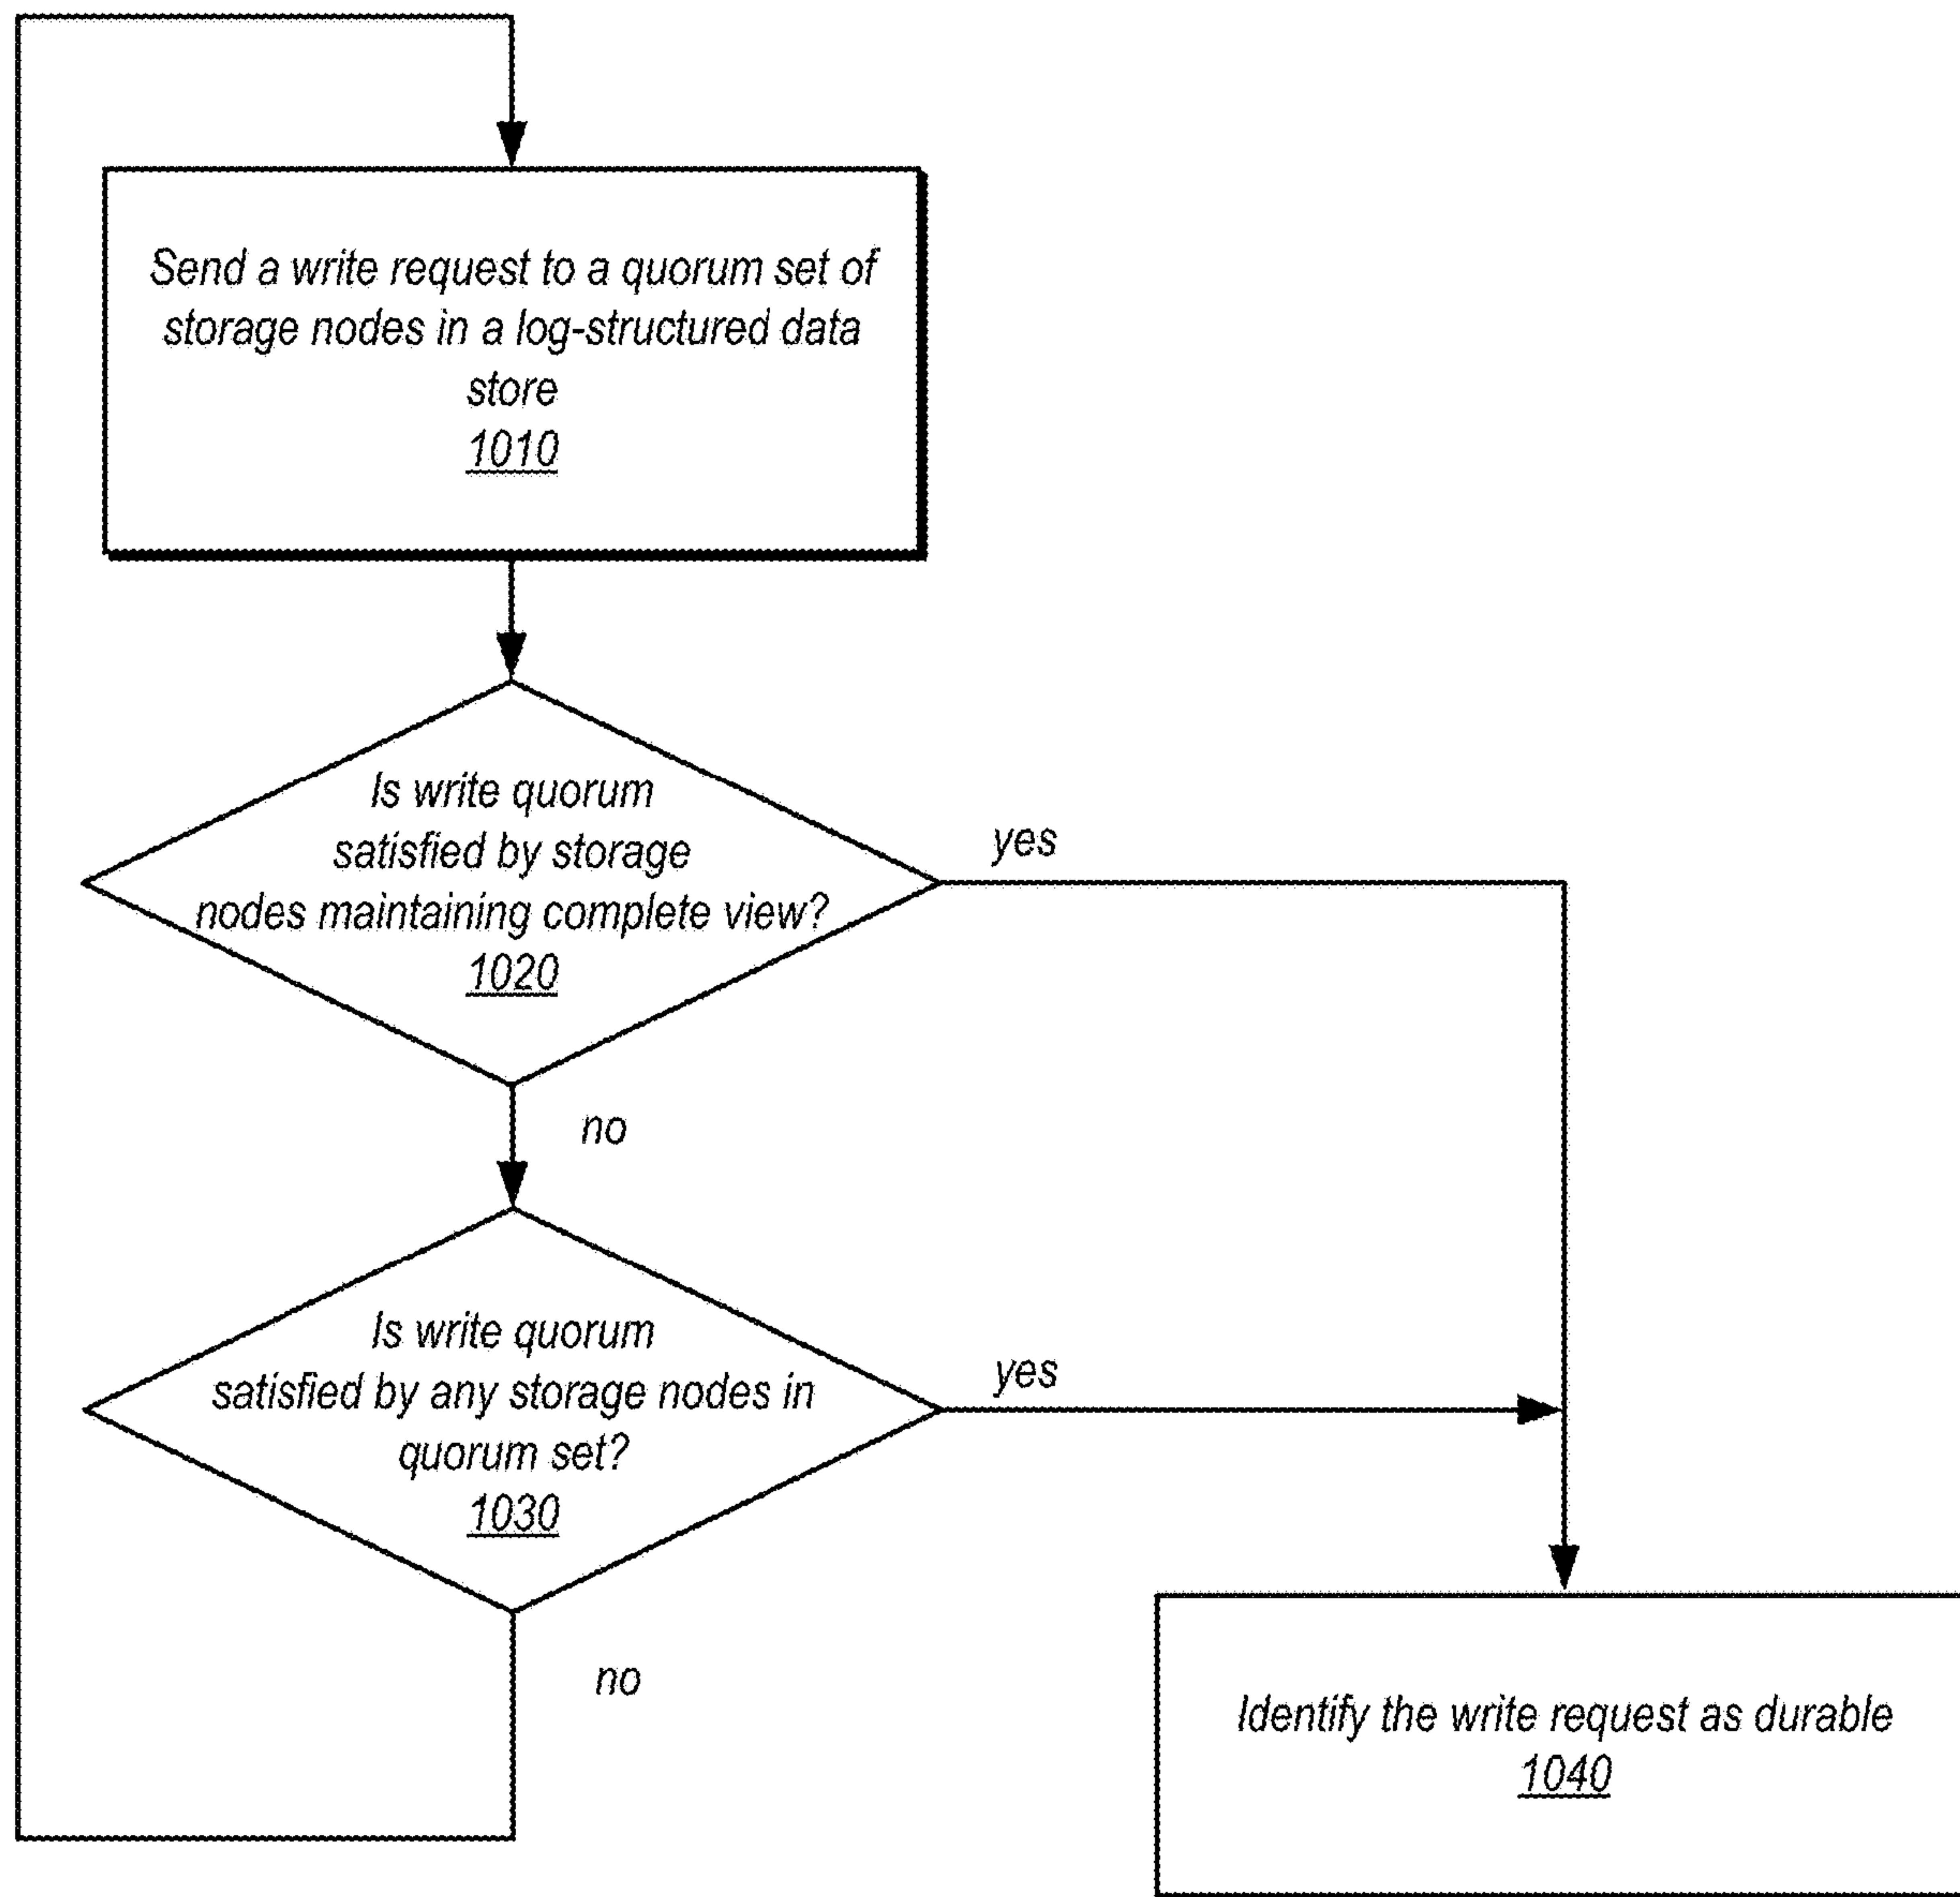 Send a write request to a quorum set of
storage nodes in a log-structured data
store
1010
Is write quorum
satisfied by storage
nodes maintaining complete view?
1020
yes
no
Is write quorum
satisfied by any storage nodes in
quorum set?
1030
yes
no
Identify the write request as durable
1040